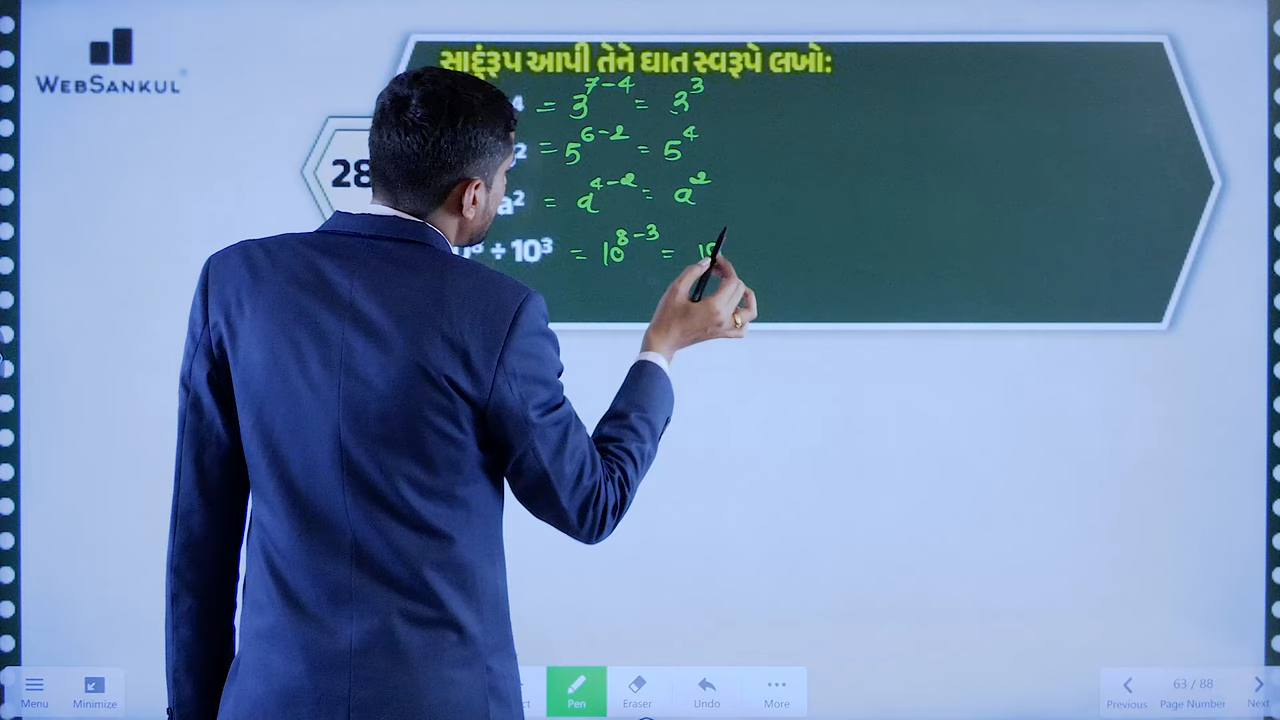 WEBSANKUL
સાદુંરૂપ આપી તેને ઘાત સ્વરૂપે લખો:
28
4 = 3^{7-4} = 3^3
2 = 5^{6-2} = 5^4
a² = a^{4-2} = a^2
÷ 10³ = 10^{8-3} = 10
Menu
Minimize
Pen
Eraser
Undo
More
Previous
63 / 88
Page Number
Next